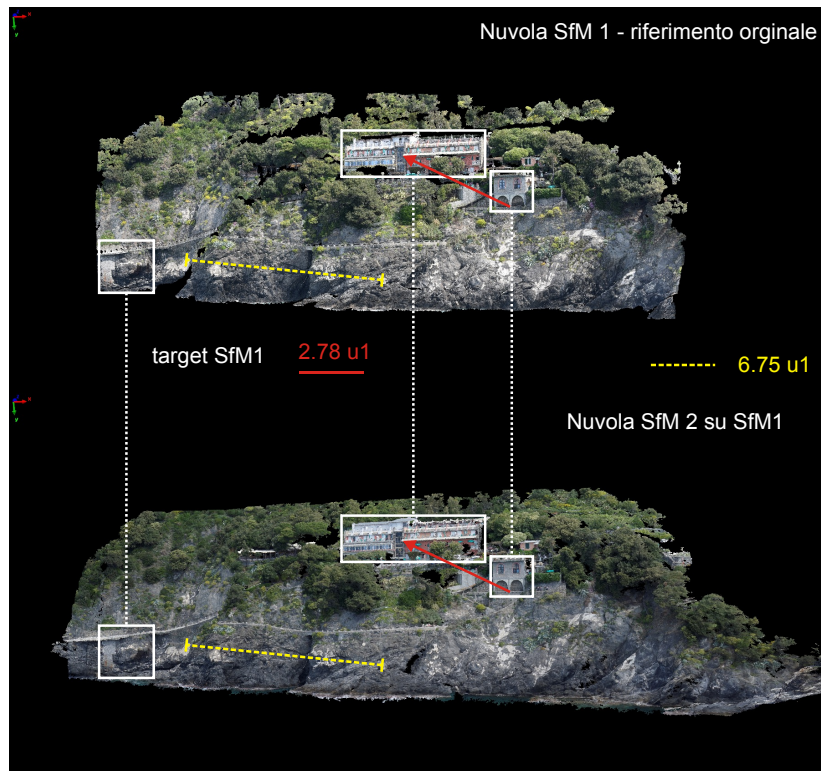 Nuvola SfM 1 - riferimento orginale
target SfM1
2.78 u1
6.75 u1
Nuvola SfM 2 su SfM1